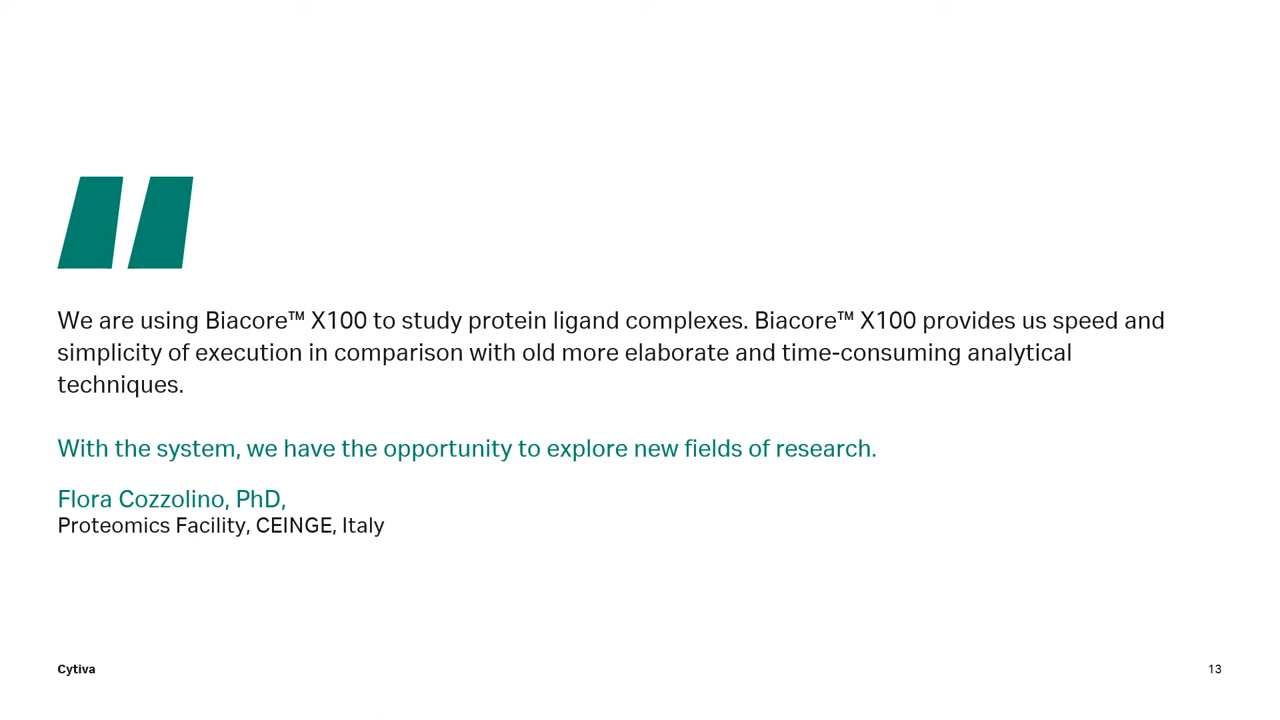 We are using Biacore™ X100 to study protein ligand complexes. Biacore™ X100 provides us speed and
simplicity of execution in comparison with old more elaborate and time-consuming analytical
techniques.
With the system, we have the opportunity to explore new fields of research.
Flora Cozzolino, PhD,
Proteomics Facility, CEINGE, Italy
Cytiva
13